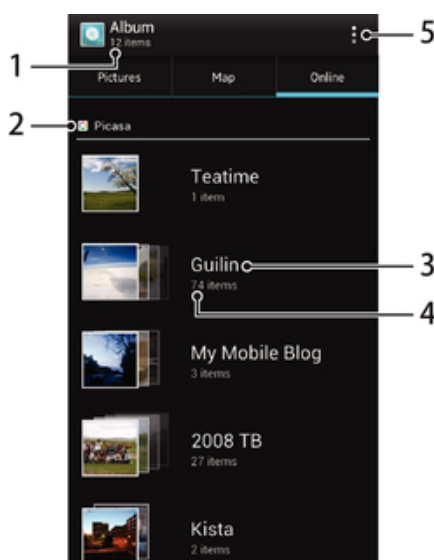 Album
12 items
5
1
Pictures Map Online
2
Picasa
Teatime
1 item
Guilin
3
74 items
4
My Mobile Blog
3 items
2008 TB
27 items
Kista
2 items